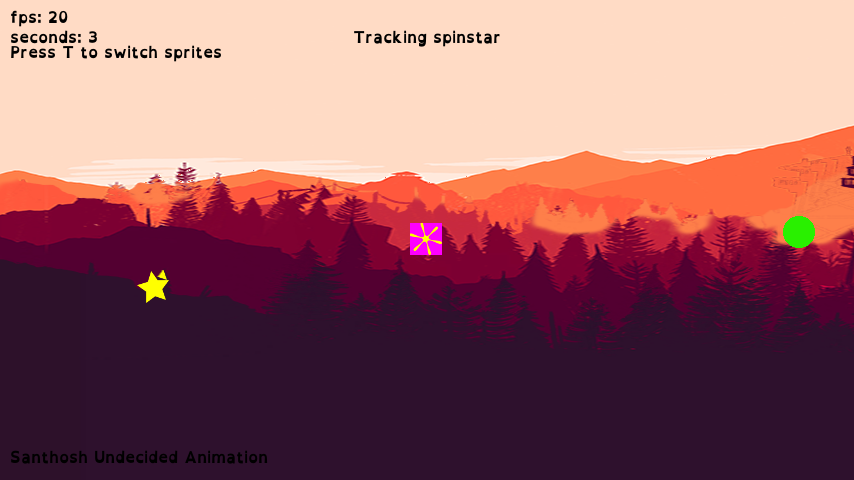 fps: 20
seconds: 3
Tracking spinstar
Press T to switch sprites
Santhosh Undecided Animation